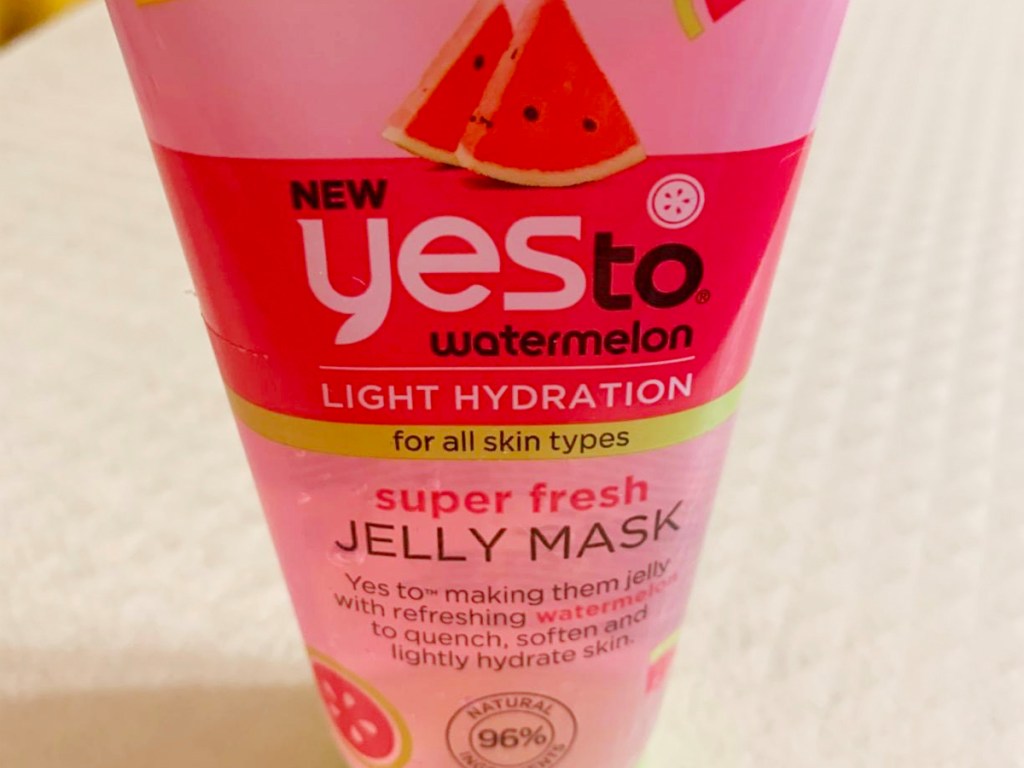 NEW
yes to®
watermelon
LIGHT HYDRATION
for all skin types
super fresh
JELLY MASK
Yes to™ making them jelly
with refreshing watermelon
to quench, soften and
lightly hydrate skin.
NATURAL
96%